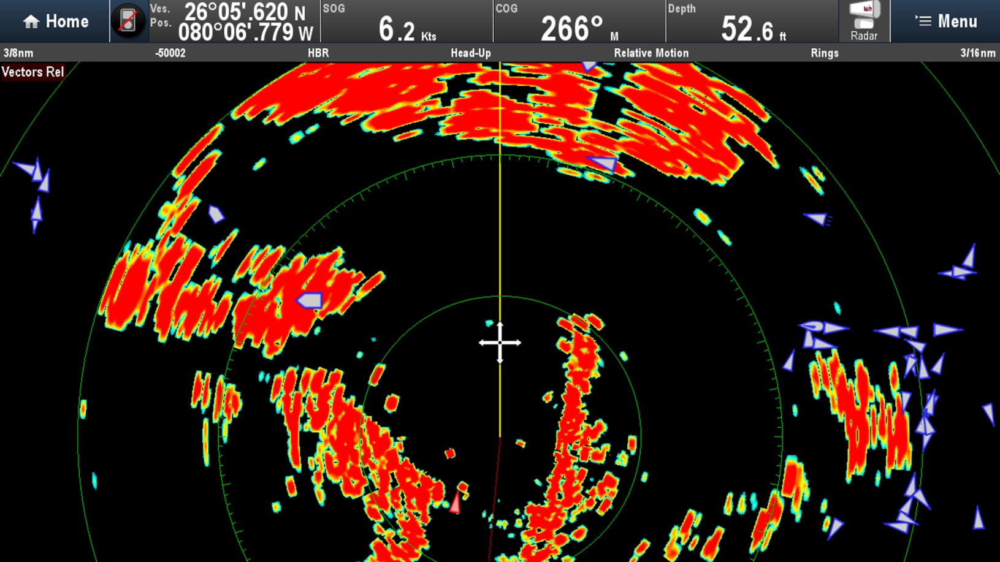 Home
Ves. Pos.
26°05'.620 N
080°06'.779 W
SOG
6.2 Kts
COG
266° M
Depth
52.6 ft
Radar
Menu
3/8nm -50002 HBR Head-Up Relative Motion Rings 3/16nm
Vectors Rel